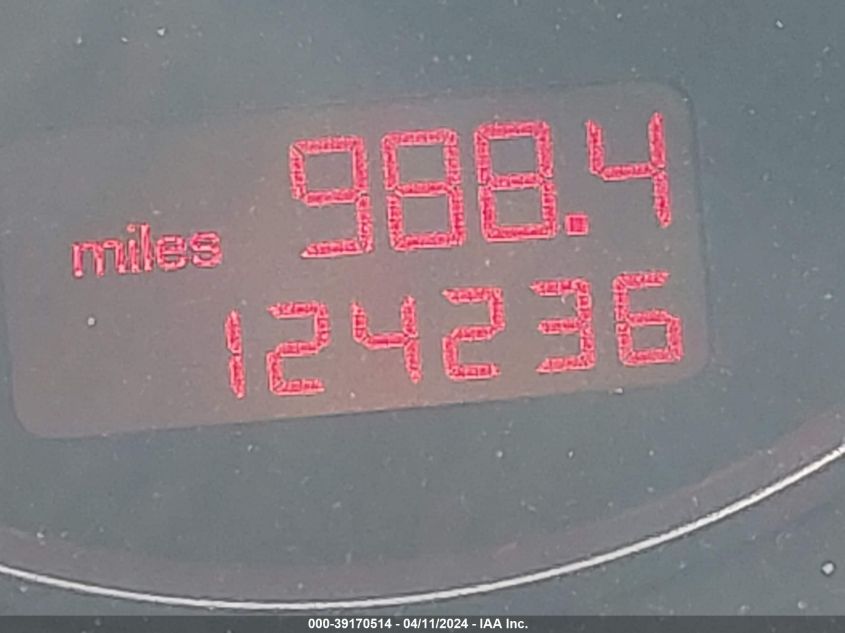 988.4
miles
124236
000-39170514 - 04/11/2024 - IAA Inc.